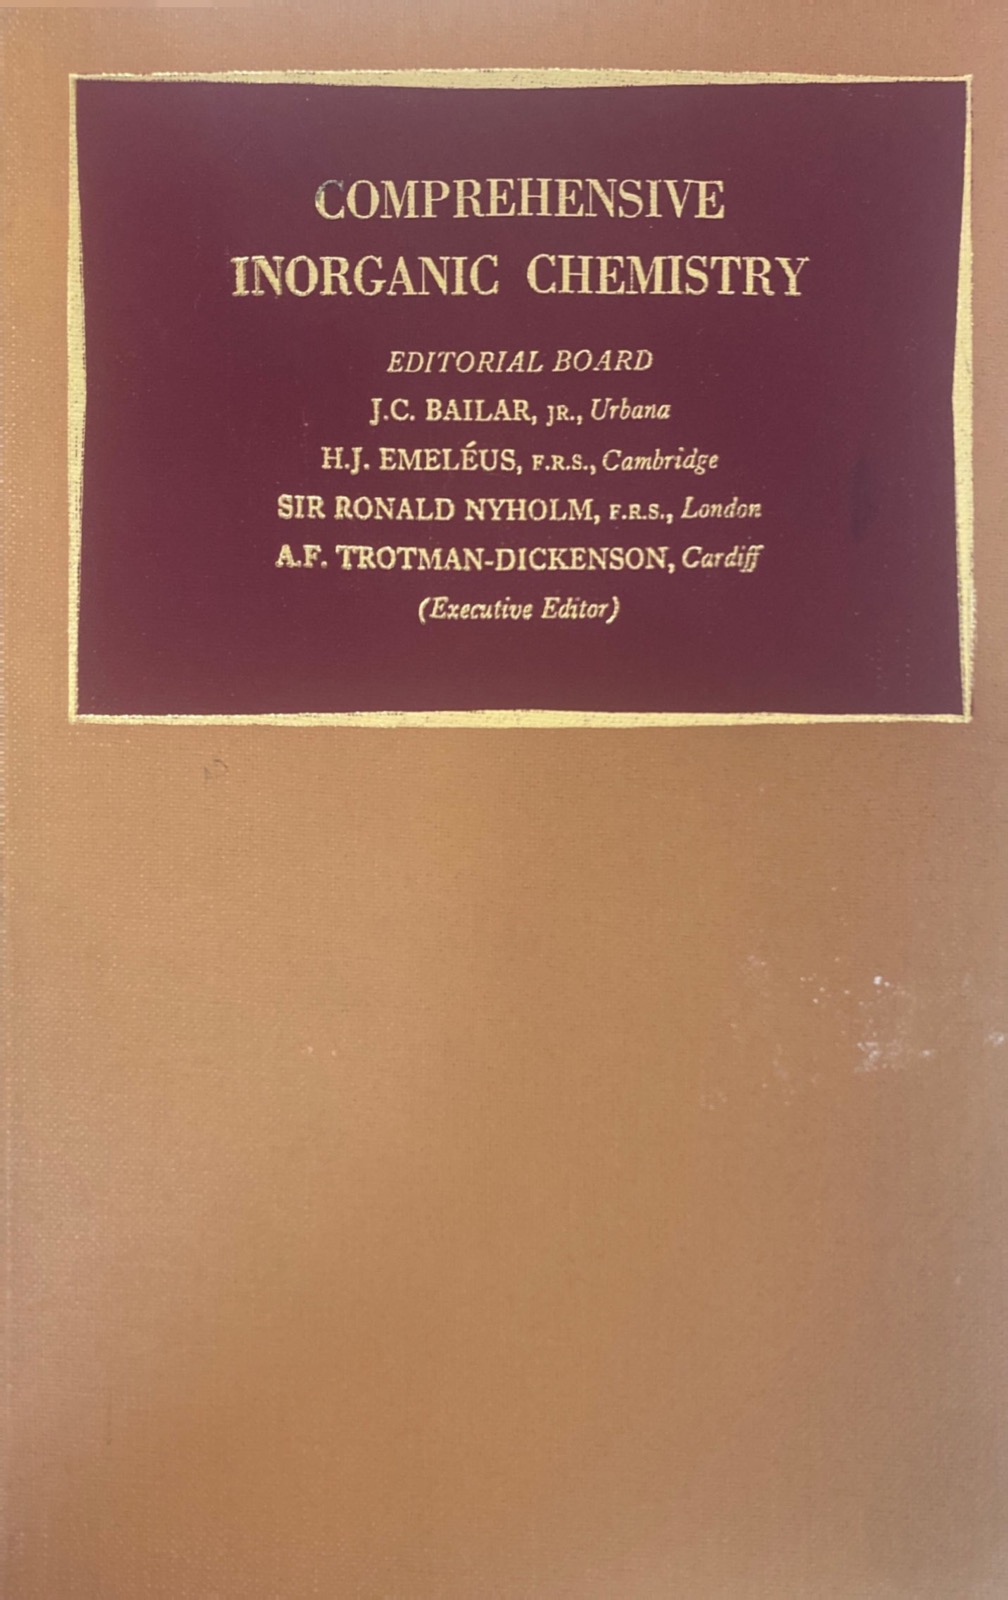 COMPREHENSIVE
INORGANIC CHEMISTRY
EDITORIAL BOARD
J.C. BAILAR, JR., Urbana
H.J. EMELÉUS, F.R.S., Cambridge
SIR RONALD NYHOLM, F.R.S., London
A.F. TROTMAN-DICKENSON, Cardiff
(Executive Editor)